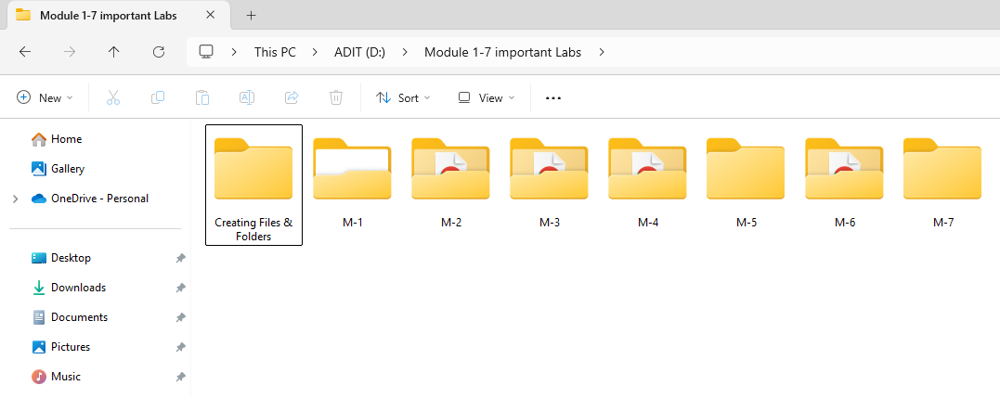 Module 1-7 important Labs
This PC
ADIT (D:)
Module 1-7 important Labs
New
Sort
View
Home
Gallery
OneDrive - Personal
Desktop
Downloads
Documents
Pictures
Music
Creating Files &
Folders
M-1
M-2
M-3
M-4
M-5
M-6
M-7